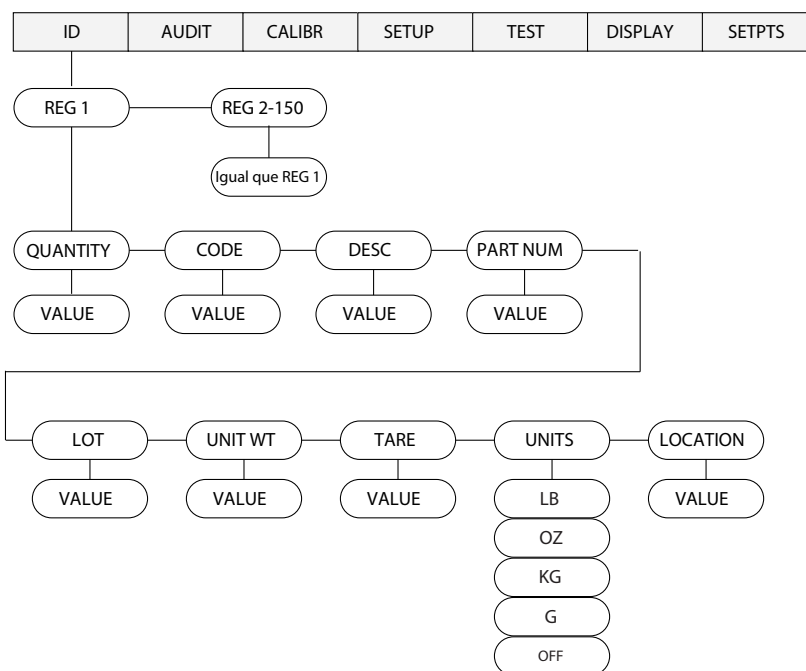 ID AUDIT CALIBR SETUP TEST DISPLAY SETPTS
REG 1 REG 2-150
Igual que REG 1
QUANTITY CODE DESC PART NUM
VALUE VALUE VALUE VALUE
LOT UNIT WT TARE UNITS LOCATION
VALUE VALUE VALUE LB VALUE
OZ
KG
G
OFF